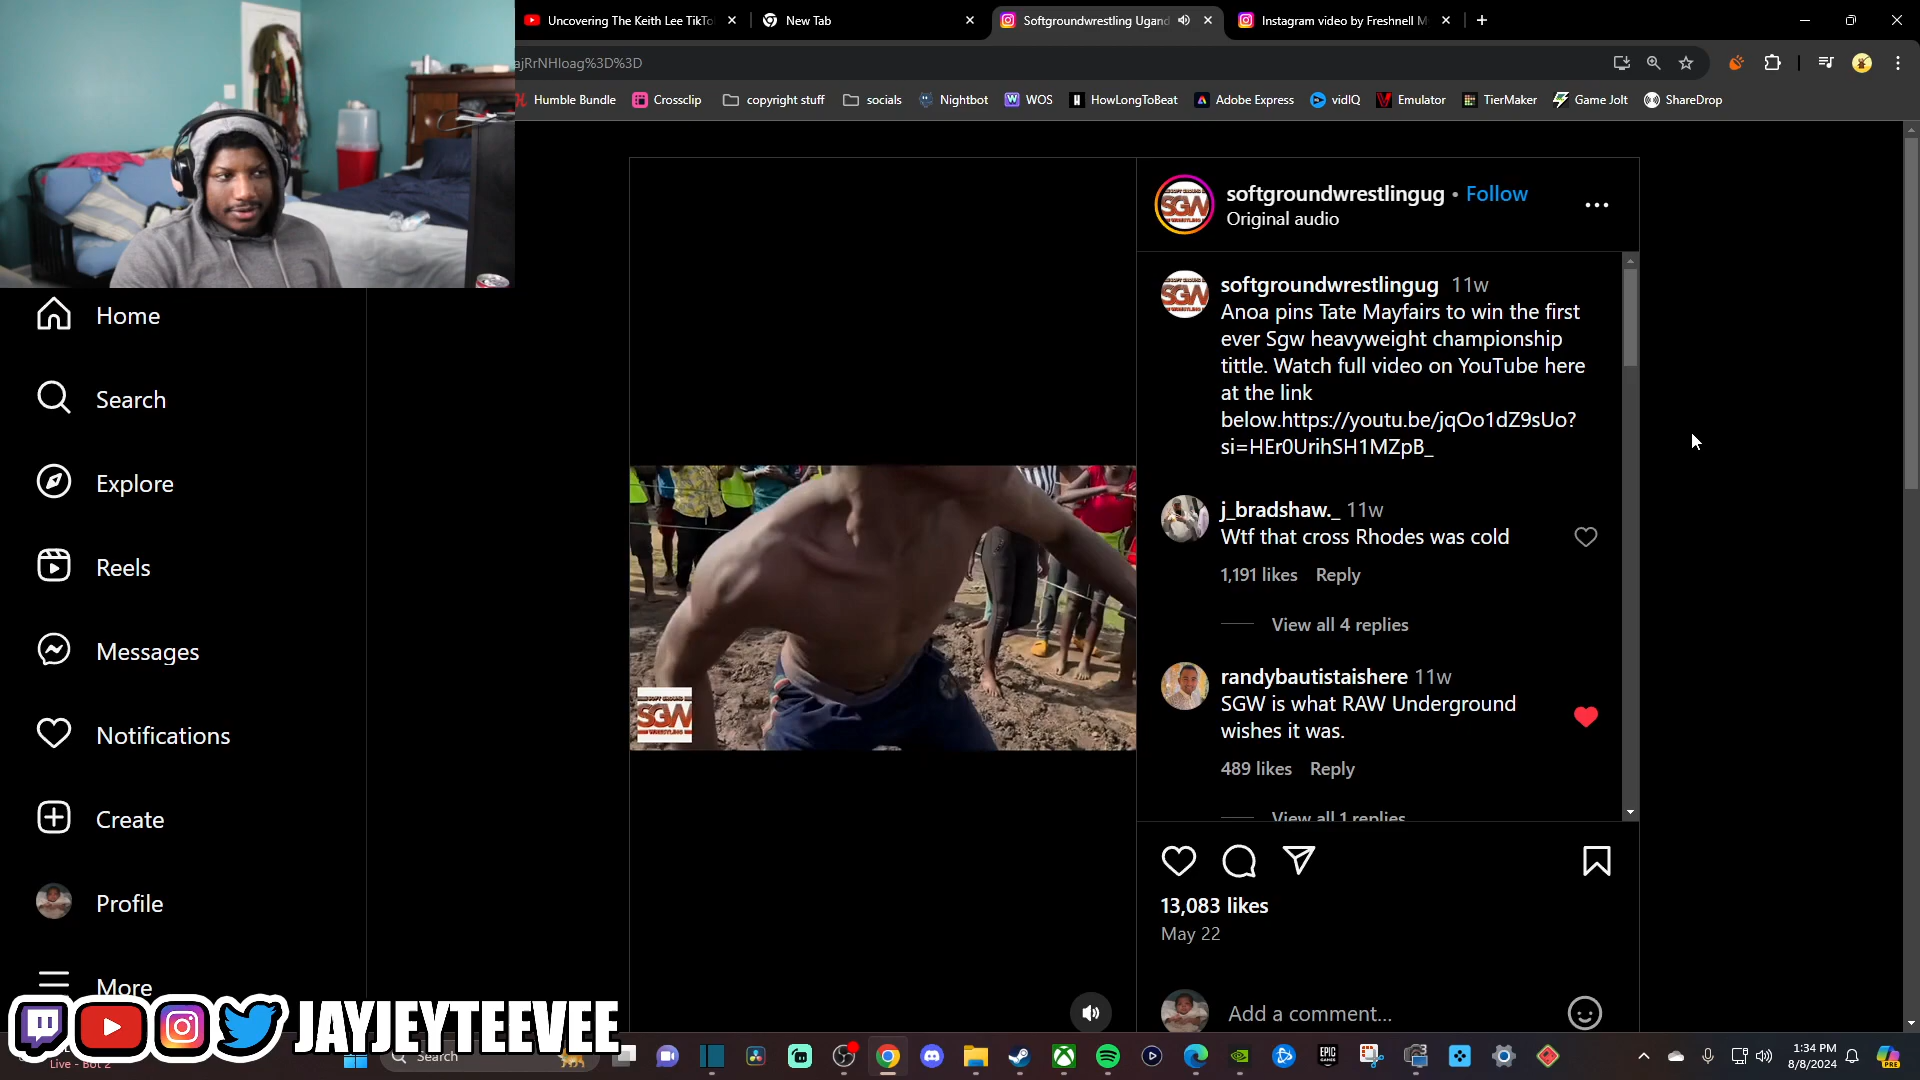 Uncovering The Keith Lee TikTo
New Tab
Softgroundwrestling Ugand
Instagram video by Freshnell M
ajRrNHloag%3D%3D
Humble Bundle
Crossclip
copyright stuff
socials
Nightbot
WOS
HowLongToBeat
Adobe Express
vidIQ
Emulator
TierMaker
Game Jolt
ShareDrop
Home
Search
Explore
Reels
Messages
Notifications
Create
Profile
More
SGW
softgroundwrestlingug • Follow
Original audio
softgroundwrestlingug 11w
Anoa pins Tate Mayfairs to win the first
ever Sgw heavyweight championship
tittle. Watch full video on YouTube here
at the link
below.https://youtu.be/jqOo1dZ9sUo?
si=HEr0UrihSH1MZpB_
j_bradshaw._ 11w
Wtf that cross Rhodes was cold
1,191 likes Reply
View all 4 replies
randybautistaishere 11w
SGW is what RAW Underground
wishes it was.
489 likes Reply
View all 1 replies
13,083 likes
May 22
Add a comment...
SOFT GROUND
SGW
WRESTLING
JAYJEYTEEVEE
Search
1:34 PM
8/8/2024